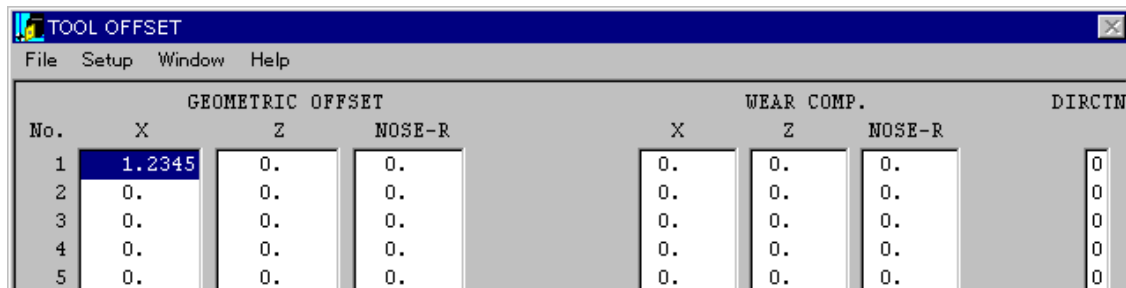 TOOL OFFSET
File Setup Window Help
GEOMETRIC OFFSET WEAR COMP. DIRCTN
No. X Z NOSE-R X Z NOSE-R
1 1.2345 0. 0. 0. 0. 0. 0
2 0. 0. 0. 0. 0. 0. 0
3 0. 0. 0. 0. 0. 0. 0
4 0. 0. 0. 0. 0. 0. 0
5 0. 0. 0. 0. 0. 0. 0